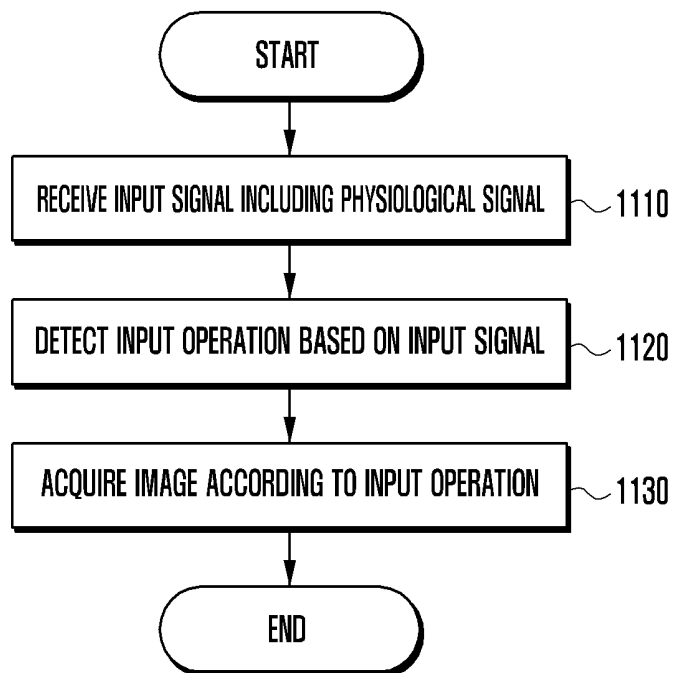 START
RECEIVE INPUT SIGNAL INCLUDING PHYSIOLOGICAL SIGNAL 1110
DETECT INPUT OPERATION BASED ON INPUT SIGNAL 1120
ACQUIRE IMAGE ACCORDING TO INPUT OPERATION 1130
END